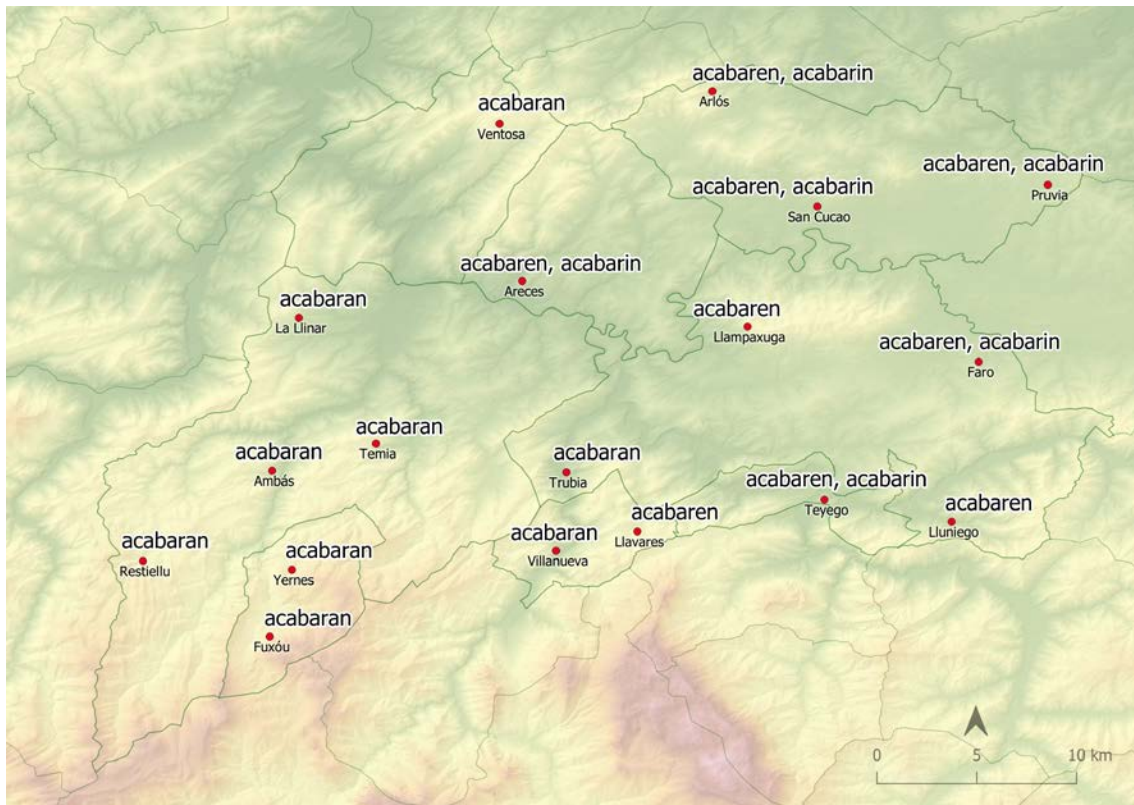 acabaren, acabarin
Arlós
acabaran
Ventosa
acabaren, acabarin
Pruvia
acabaren, acabarin
San Cucao
acabaren, acabarin
Areces
acabaran
La Llinar
acabaren
Llampaxuga
acabaren, acabarin
Faro
acabaran
Temia
acabaran
Ambás
acabaran
Trubia
acabaren, acabarin
Teyego
acabaren
Lluniego
acabaren
Llavares
acabaran
Villanueva
acabaran
Restiellu
acabaran
Yernes
acabaran
Fuxóu
0 5 10 km